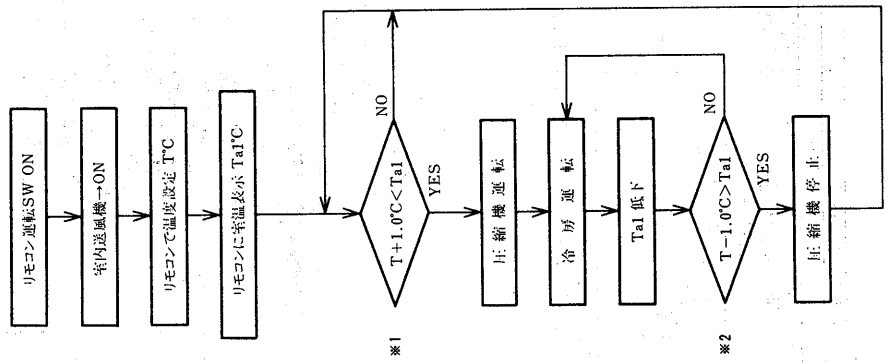 リモコン運転SW ON
室内送風機→ON
リモコンで温度設定 T℃
リモコンに室温表示 Ta1℃
※1
T+1.0℃<Ta1
NO
YES
圧縮機運転
冷房運転
Ta1低下
※2
T−1.0℃>Ta1
NO
YES
圧縮機停止